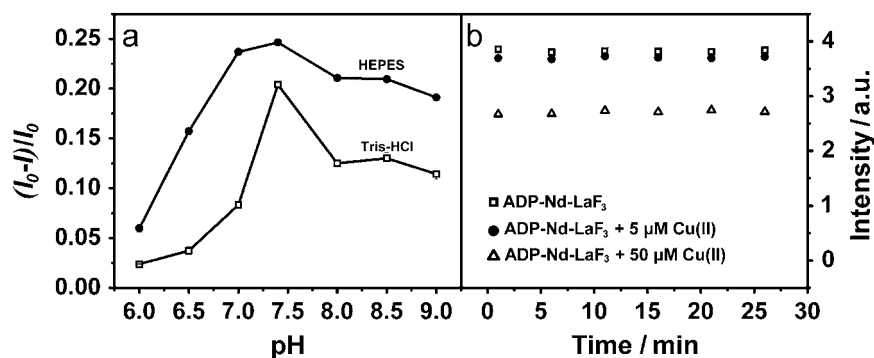 a
b
(I₀-I)/I₀
0.25
0.20
0.15
0.10
0.05
0.00
HEPES
Tris-HCl
6.0 6.5 7.0 7.5 8.0 8.5 9.0
pH
ADP-Nd-LaF₃
ADP-Nd-LaF₃ + 5 µM Cu(II)
ADP-Nd-LaF₃ + 50 µM Cu(II)
0 5 10 15 20 25 30
Time / min
4
3
2
1
0
Intensity / a.u.